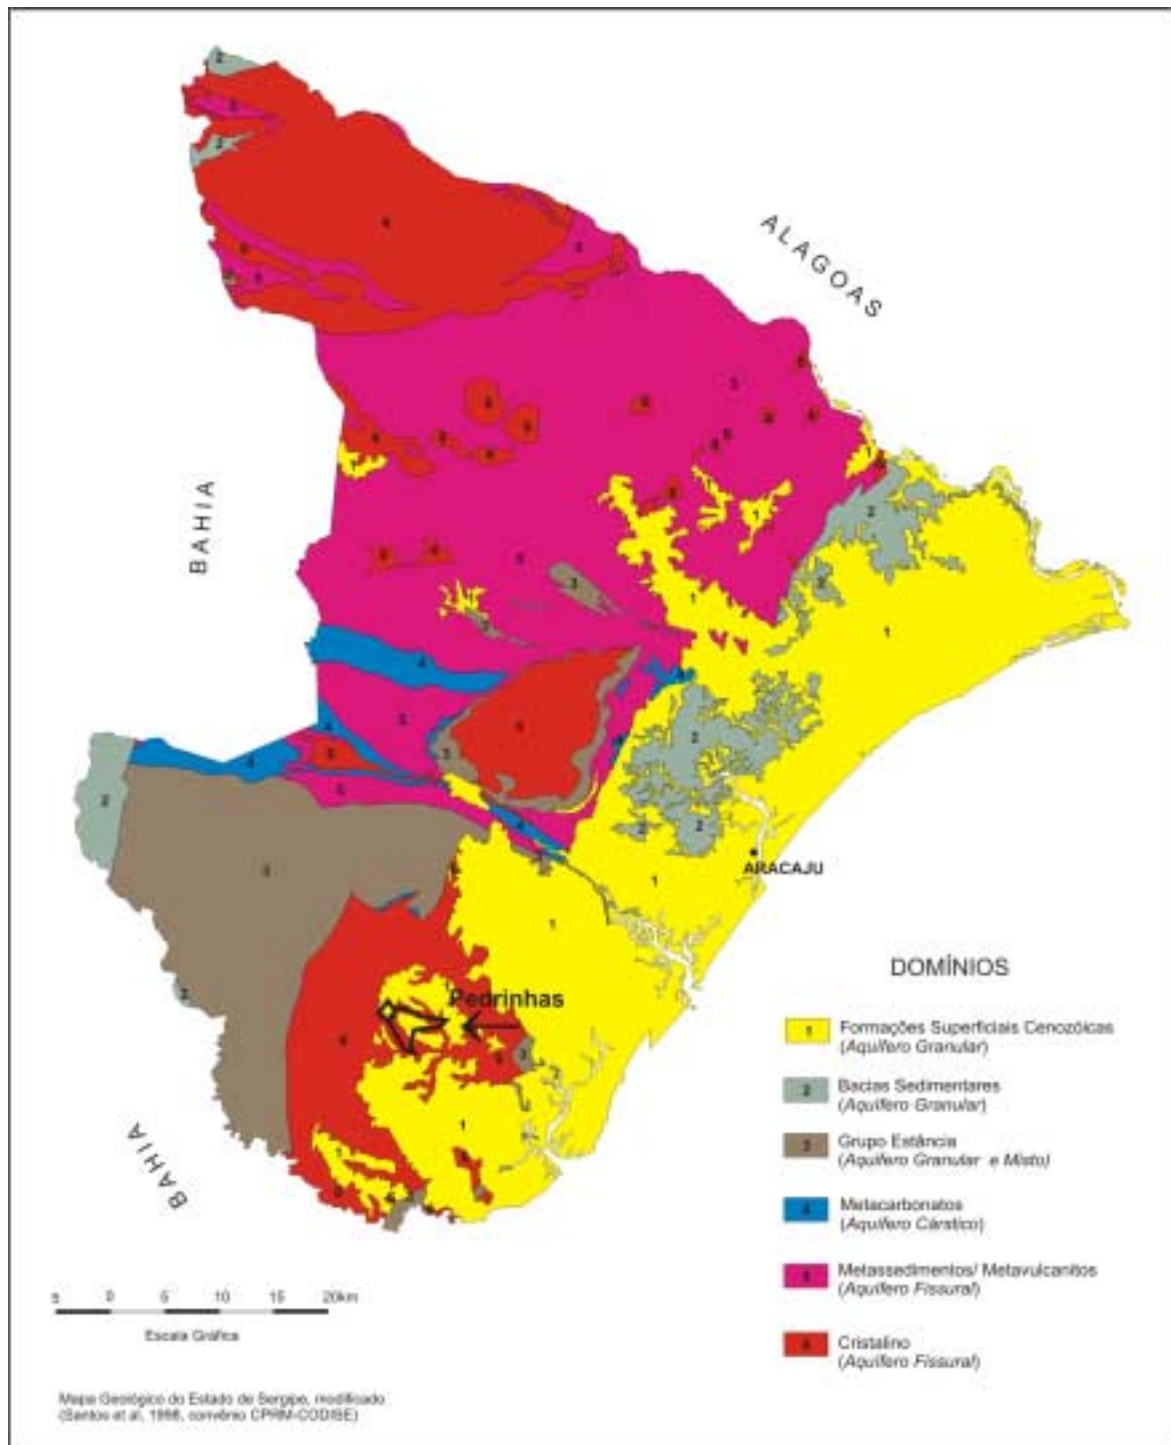 ALAGOAS
BAHIA
ARACAJU
Pedrinhas
BAHIA
DOMÍNIOS
1 Formações Superficiais Cenozóicas
(Aquífero Granular)
2 Bacias Sedimentares
(Aquífero Granular)
3 Grupo Estância
(Aquífero Granular e Misto)
4 Metacarbonatos
(Aquífero Cárstico)
5 Metassedimentos/ Metavulcanitos
(Aquífero Fissural)
6 Cristalino
(Aquífero Fissural)
5 0 5 10 15 20km
Escala Gráfica
Mapa Geológico do Estado de Sergipe, modificado
(Santos et al, 1998, convênio CPRM-CODISE)